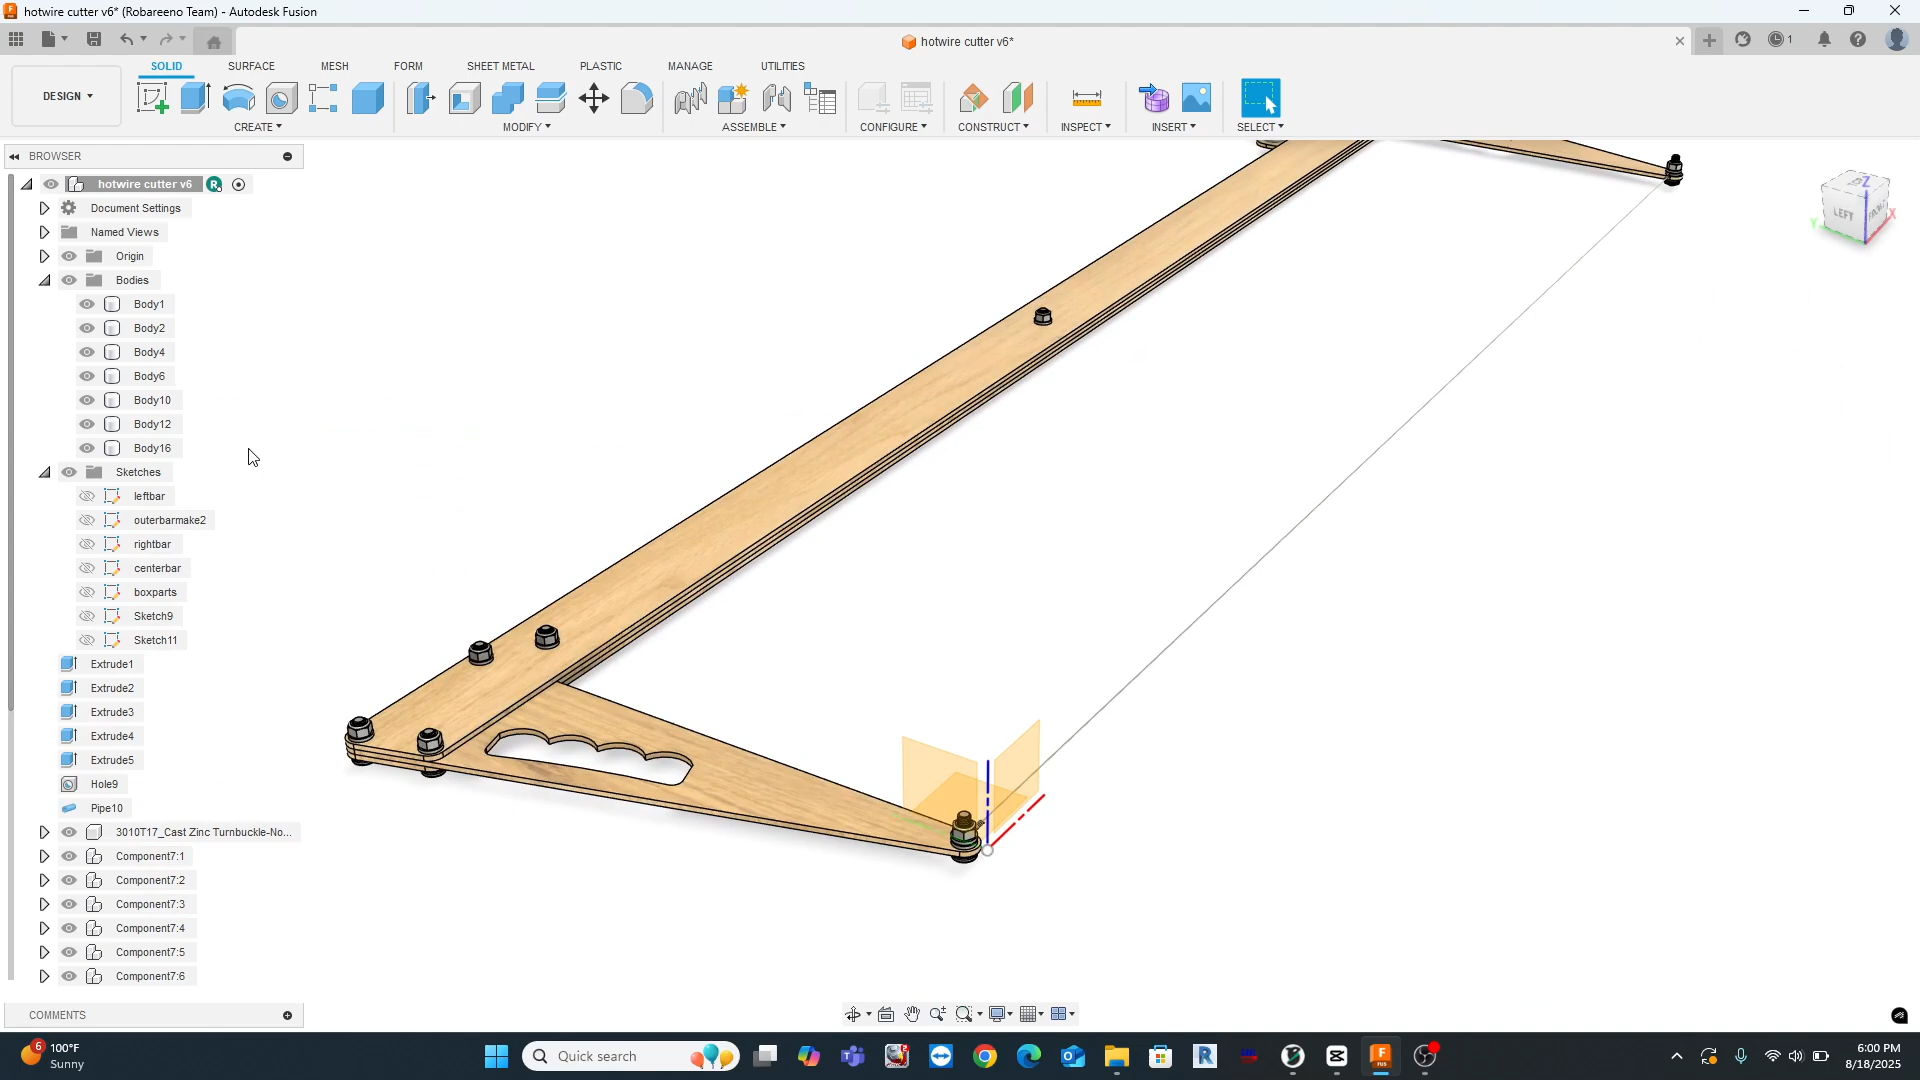 hotwire cutter v6* (Robareeno Team) - Autodesk Fusion
hotwire cutter v6*
1
SOLID SURFACE MESH FORM SHEET METAL PLASTIC MANAGE UTILITIES
DESIGN
CREATE MODIFY ASSEMBLE CONFIGURE CONSTRUCT INSPECT INSERT SELECT
BROWSER
hotwire cutter v6 R
Document Settings
Named Views
Origin
Bodies
Body1
Body2
Body4
Body6
Body10
Body12
Body16
Sketches
leftbar
outerbarmake2
rightbar
centerbar
boxparts
Sketch9
Sketch11
Extrude1
Extrude2
Extrude3
Extrude4
Extrude5
Hole9
Pipe10
3010T17_Cast Zinc Turnbuckle-No...
Component7:1
Component7:2
Component7:3
Component7:4
Component7:5
Component7:6
COMMENTS
Z
LEFT
X
Y
6
100°F
Sunny
Quick search
6:00 PM
8/18/2025